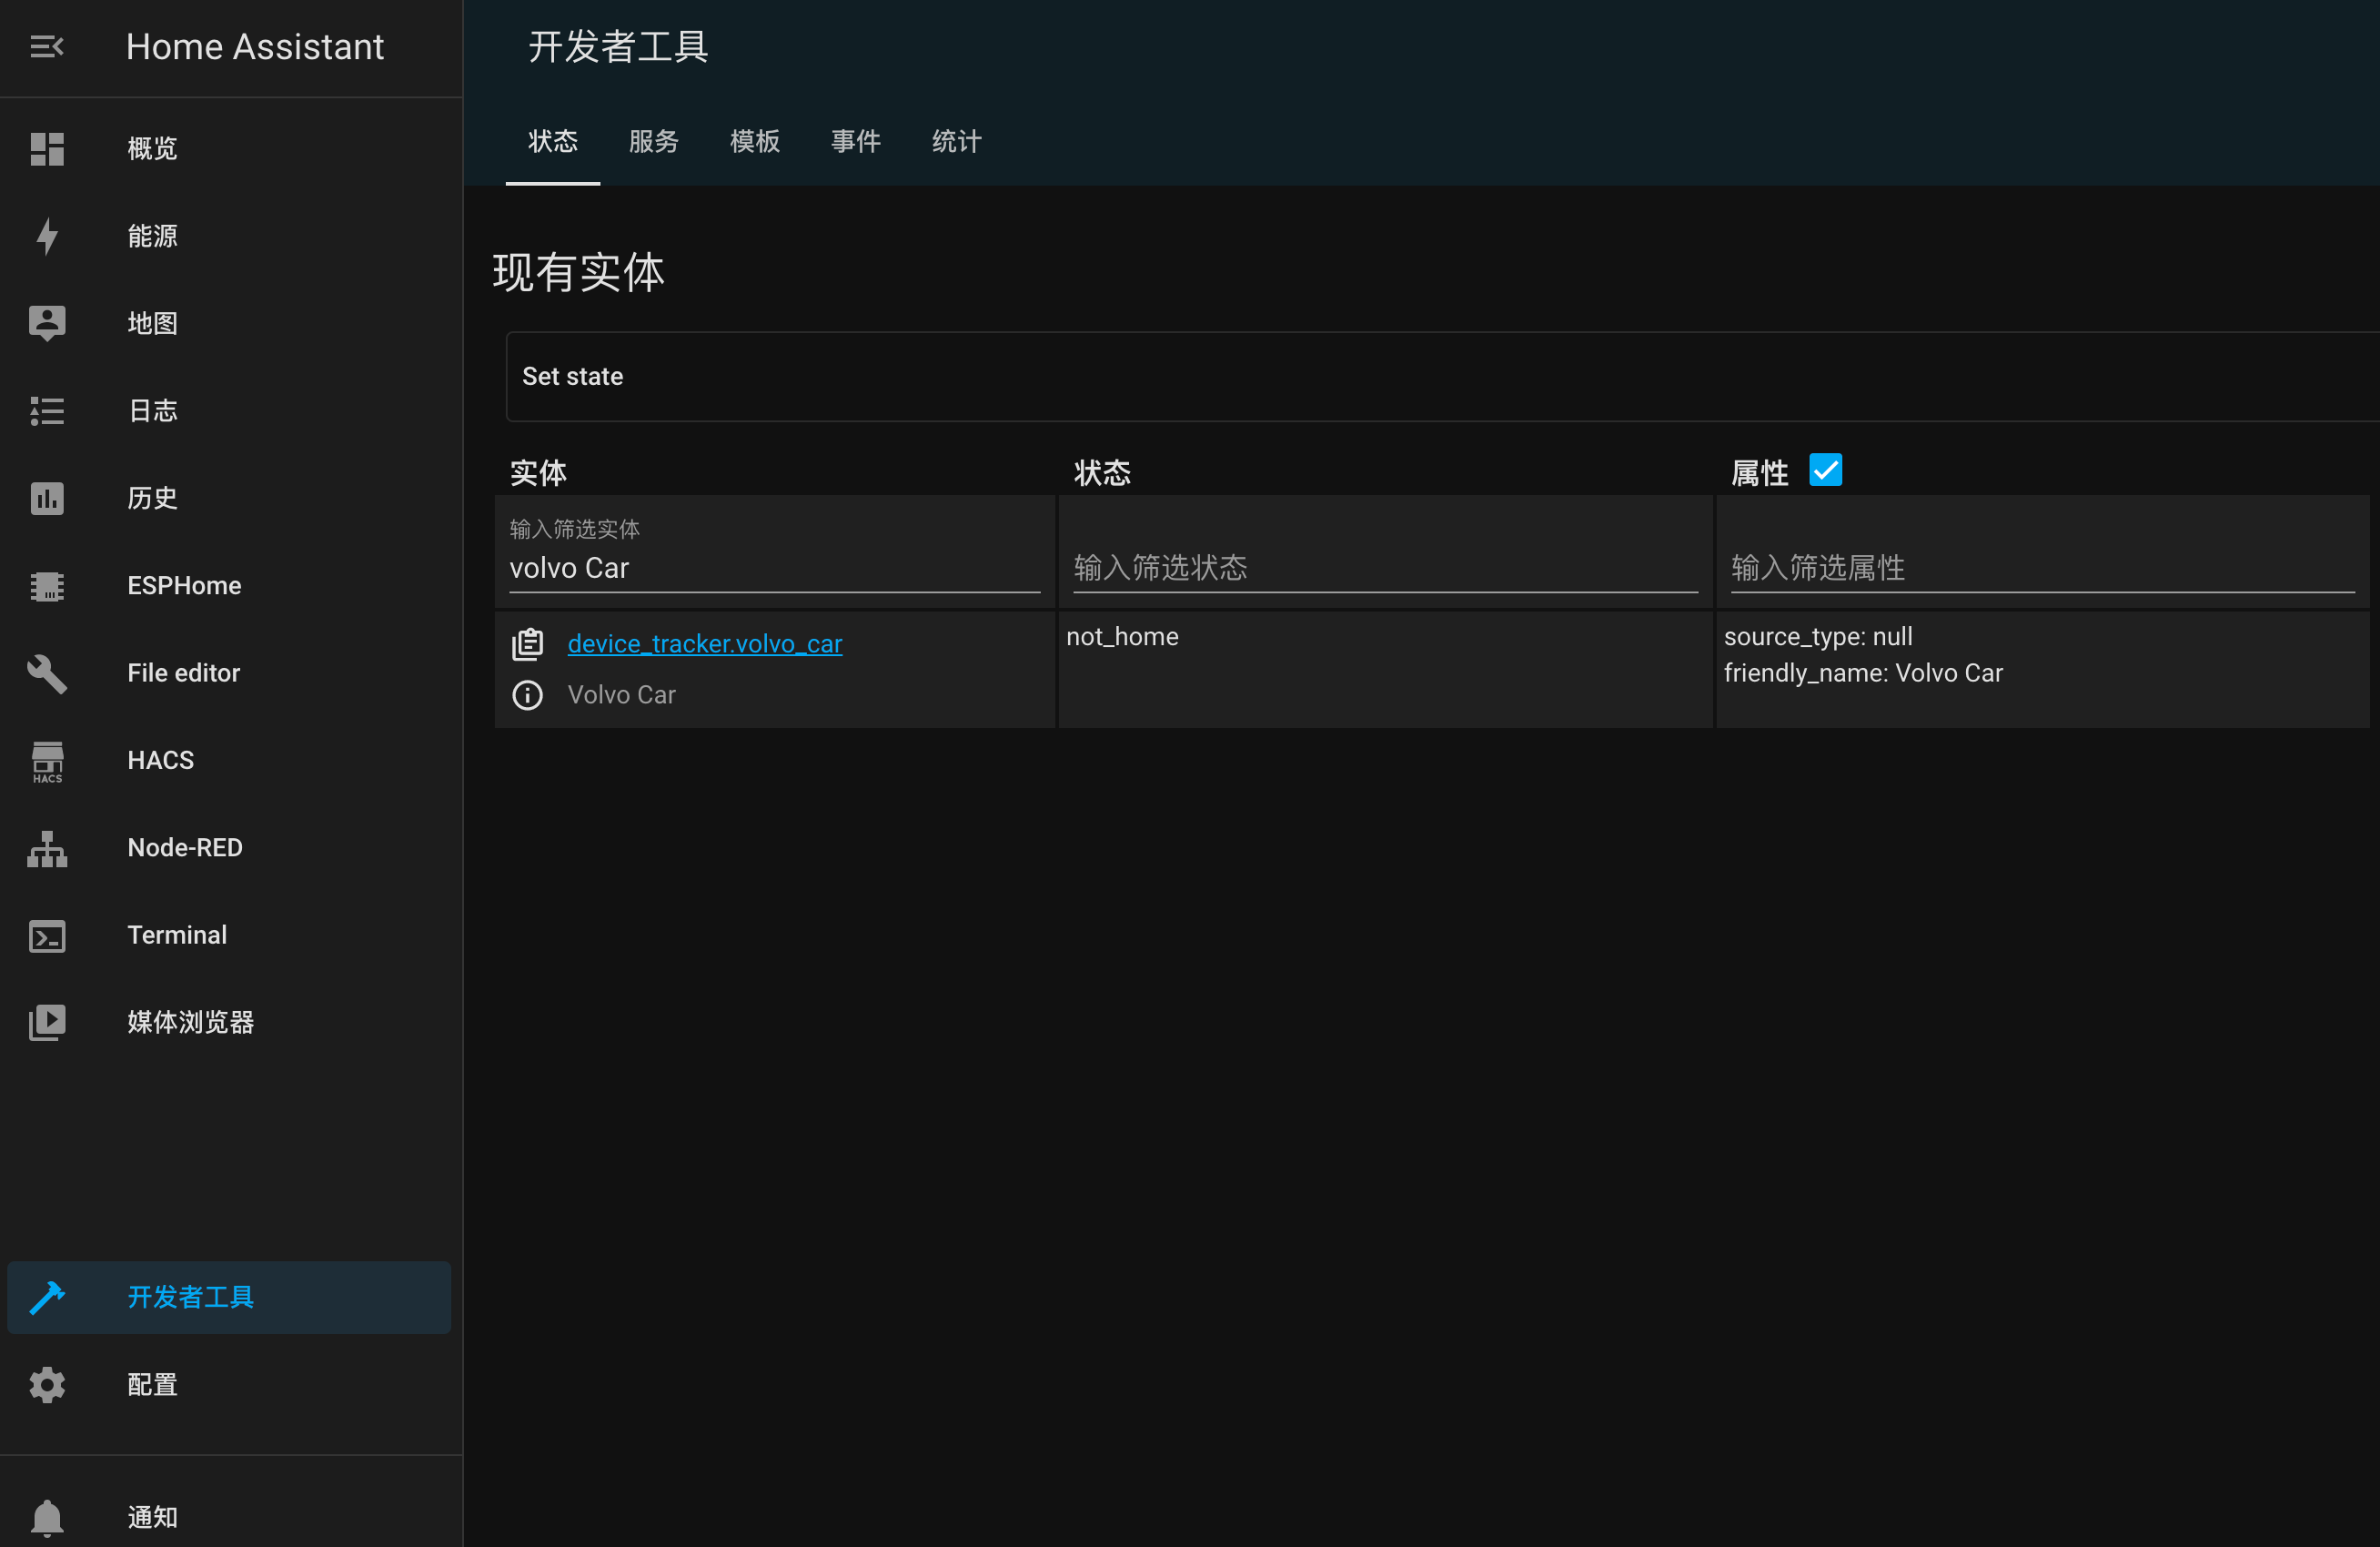 Home Assistant
概览
能源
地图
日志
历史
ESPHome
File editor
HACS
HACS
Node-RED
Terminal
媒体浏览器
开发者工具
配置
通知
开发者工具
状态 服务 模板 事件 统计
现有实体
Set state
实体 状态 属性
输入筛选实体
volvo Car 输入筛选状态 输入筛选属性
device_tracker.volvo_car not_home source_type: null
Volvo Car friendly_name: Volvo Car